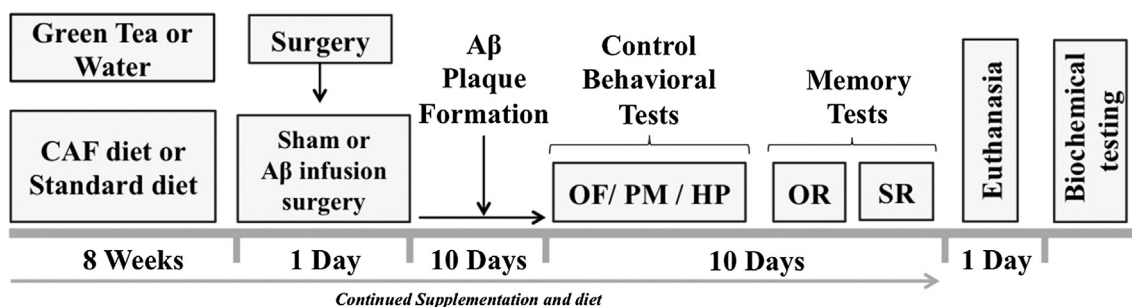 Green Tea or
Water
CAF diet or
Standard diet
Surgery
Sham or
Aβ infusion
surgery
Aβ
Plaque
Formation
Control
Behavioral
Tests
OF/ PM / HP
Memory
Tests
OR
SR
Euthanasia
Biochemical
testing
8 Weeks
1 Day
10 Days
10 Days
1 Day
Continued Supplementation and diet